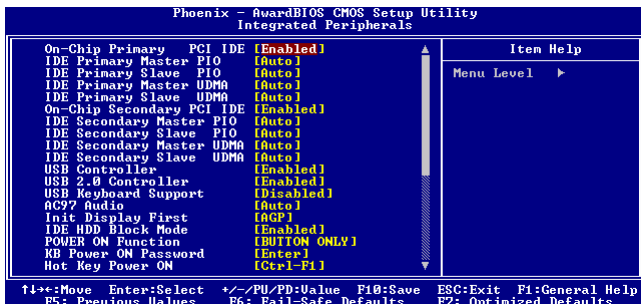 Phoenix - AwardBIOS CMOS Setup Utility
Integrated Peripherals
On-Chip Primary PCI IDE [Enabled]
IDE Primary Master PIO [Auto]
IDE Primary Slave PIO [Auto]
IDE Primary Master UDMA [Auto]
IDE Primary Slave UDMA [Auto]
On-Chip Secondary PCI IDE [Enabled]
IDE Secondary Master PIO [Auto]
IDE Secondary Slave PIO [Auto]
IDE Secondary Master UDMA [Auto]
IDE Secondary Slave UDMA [Auto]
USB Controller [Enabled]
USB 2.0 Controller [Enabled]
USB Keyboard Support [Disabled]
AC97 Audio [Auto]
Init Display First [AGP]
IDE HDD Block Mode [Enabled]
POWER ON Function [BUTTON ONLY]
KB Power ON Password [Enter]
Hot Key Power ON [Ctrl-F1]
Item Help
Menu Level ▶
↑↓→←:Move Enter:Select +/-/PU/PD:Value F10:Save ESC:Exit F1:General Help
F5: Previous Values F6: Fail-Safe Defaults F7: Optimized Defaults